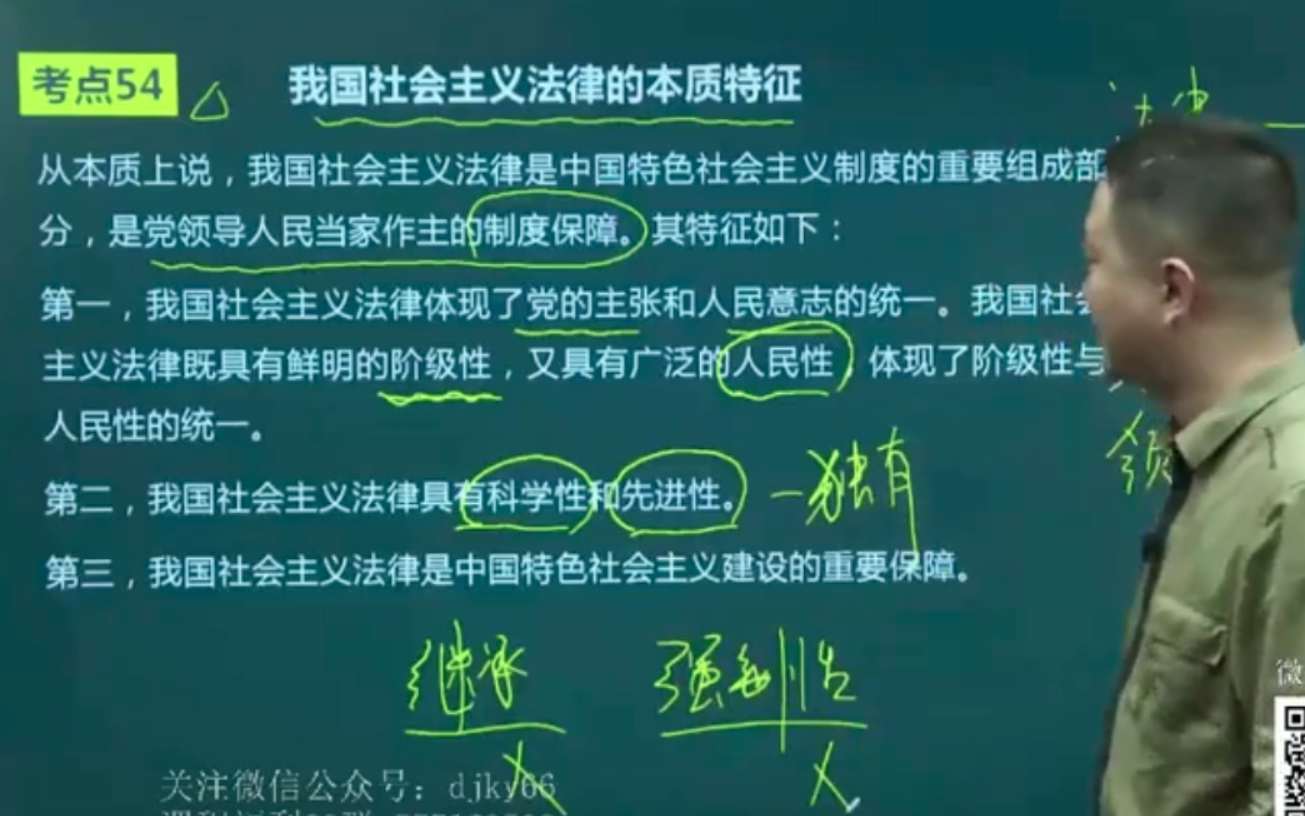 考点54 我国社会主义法律的本质特征
从本质上说，我国社会主义法律是中国特色社会主义制度的重要组成部
分，是党领导人民当家作主的制度保障。其特征如下：
第一，我国社会主义法律体现了党的主张和人民意志的统一。我国社会
主义法律既具有鲜明的阶级性，又具有广泛的人民性，体现了阶级性与
人民性的统一。
第二，我国社会主义法律具有科学性和先进性。 独有
第三，我国社会主义法律是中国特色社会主义建设的重要保障。
继承 强制性
关注微信公众号：djky66
微